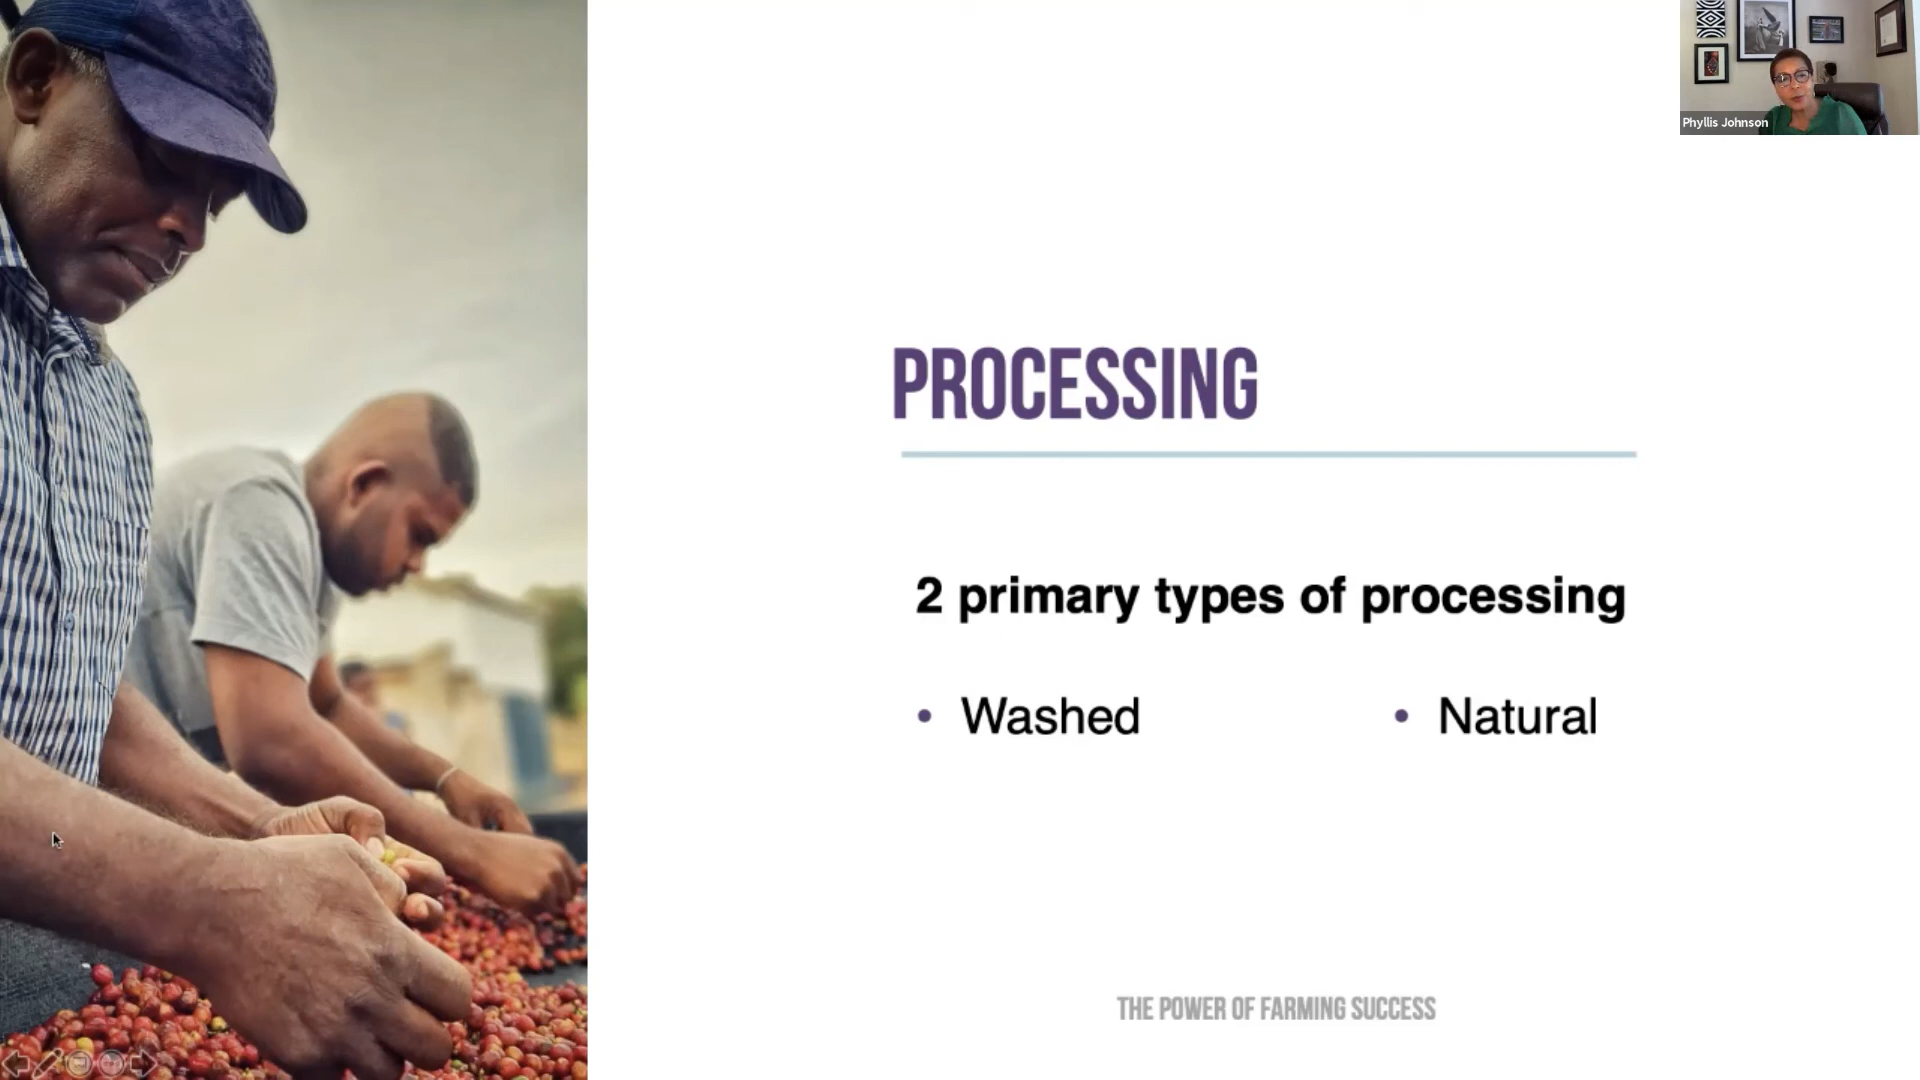 Phyllis Johnson
PROCESSING
2 primary types of processing
• Washed
• Natural
THE POWER OF FARMING SUCCESS